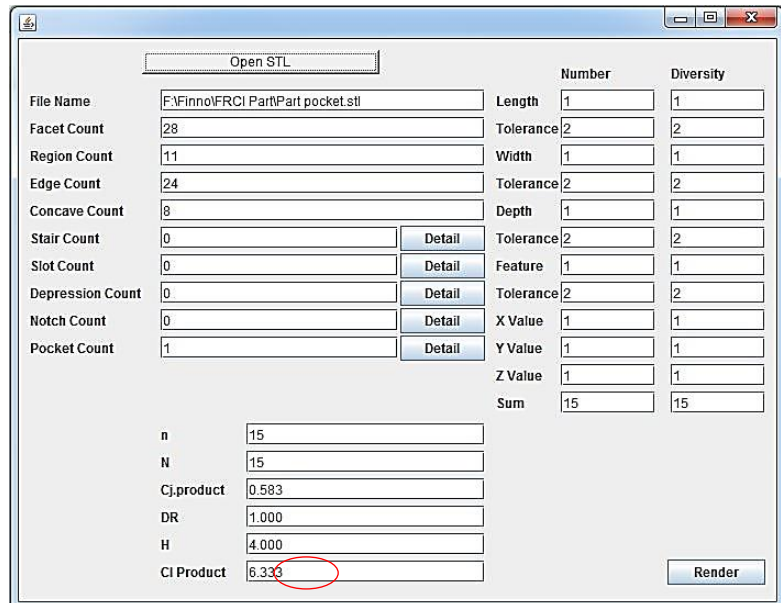 Open STL
Number Diversity
File Name F:\Finno\FRCI Part\Part pocket.stl Length 1 1
Facet Count 28 Tolerance 2 2
Region Count 11 Width 1 1
Edge Count 24 Tolerance 2 2
Concave Count 8 Depth 1 1
Stair Count 0 Detail Tolerance 2 2
Slot Count 0 Detail Feature 1 1
Depression Count 0 Detail Tolerance 2 2
Notch Count 0 Detail X Value 1 1
Pocket Count 1 Detail Y Value 1 1
Z Value 1 1
Sum 15 15
n 15
N 15
Cj.product 0.583
DR 1.000
H 4.000
CI Product 6.333 Render